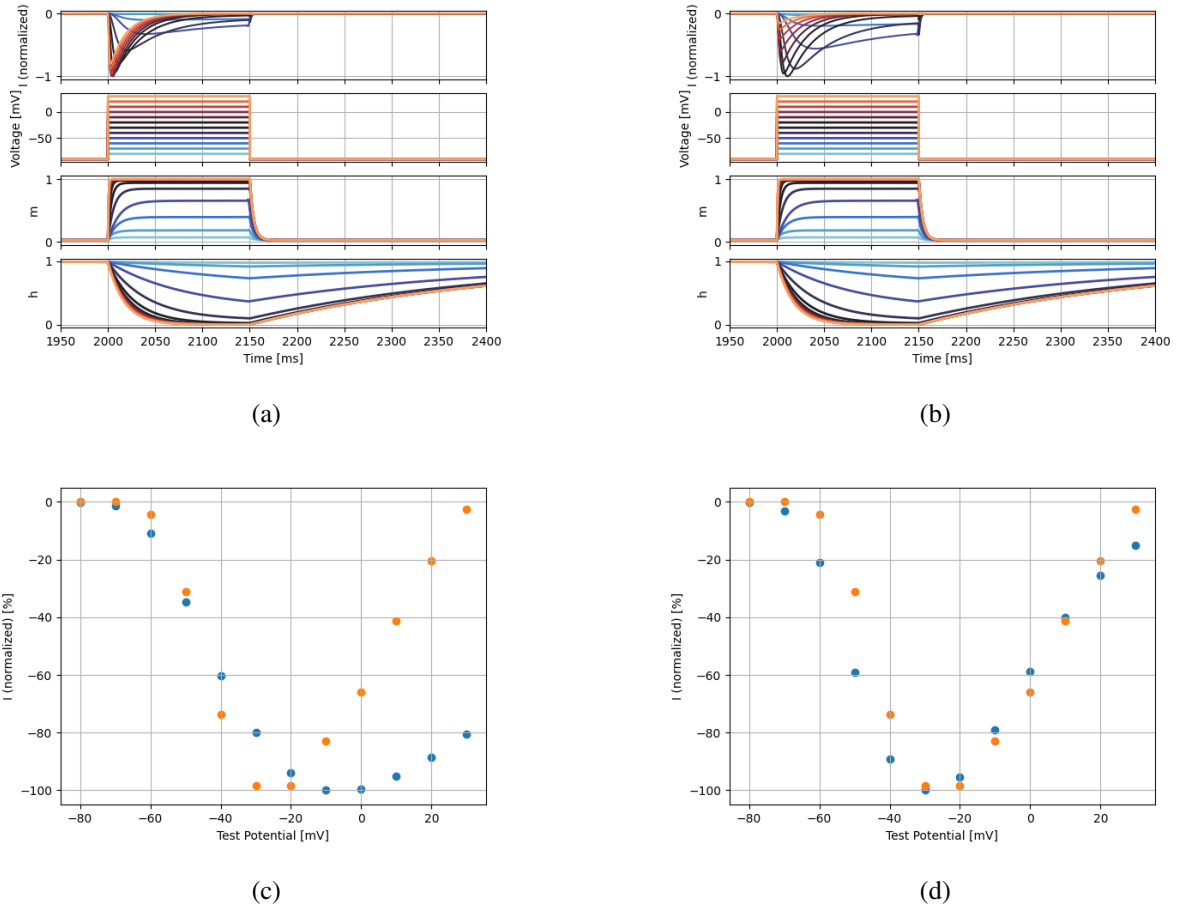 0
−1
I (normalized)
0
−50
Voltage [mV]
1
0
m
1
0
h
1950 2000 2050 2100 2150 2200 2250 2300 2350 2400
Time [ms]
(a)
0
−1
I (normalized)
0
−50
Voltage [mV]
1
0
m
1
0
h
1950 2000 2050 2100 2150 2200 2250 2300 2350 2400
Time [ms]
(b)
0
−20
−40
−60
−80
−100
I (normalized) [%]
−80 −60 −40 −20 0 20
Test Potential [mV]
(c)
0
−20
−40
−60
−80
−100
I (normalized) [%]
−80 −60 −40 −20 0 20
Test Potential [mV]
(d)